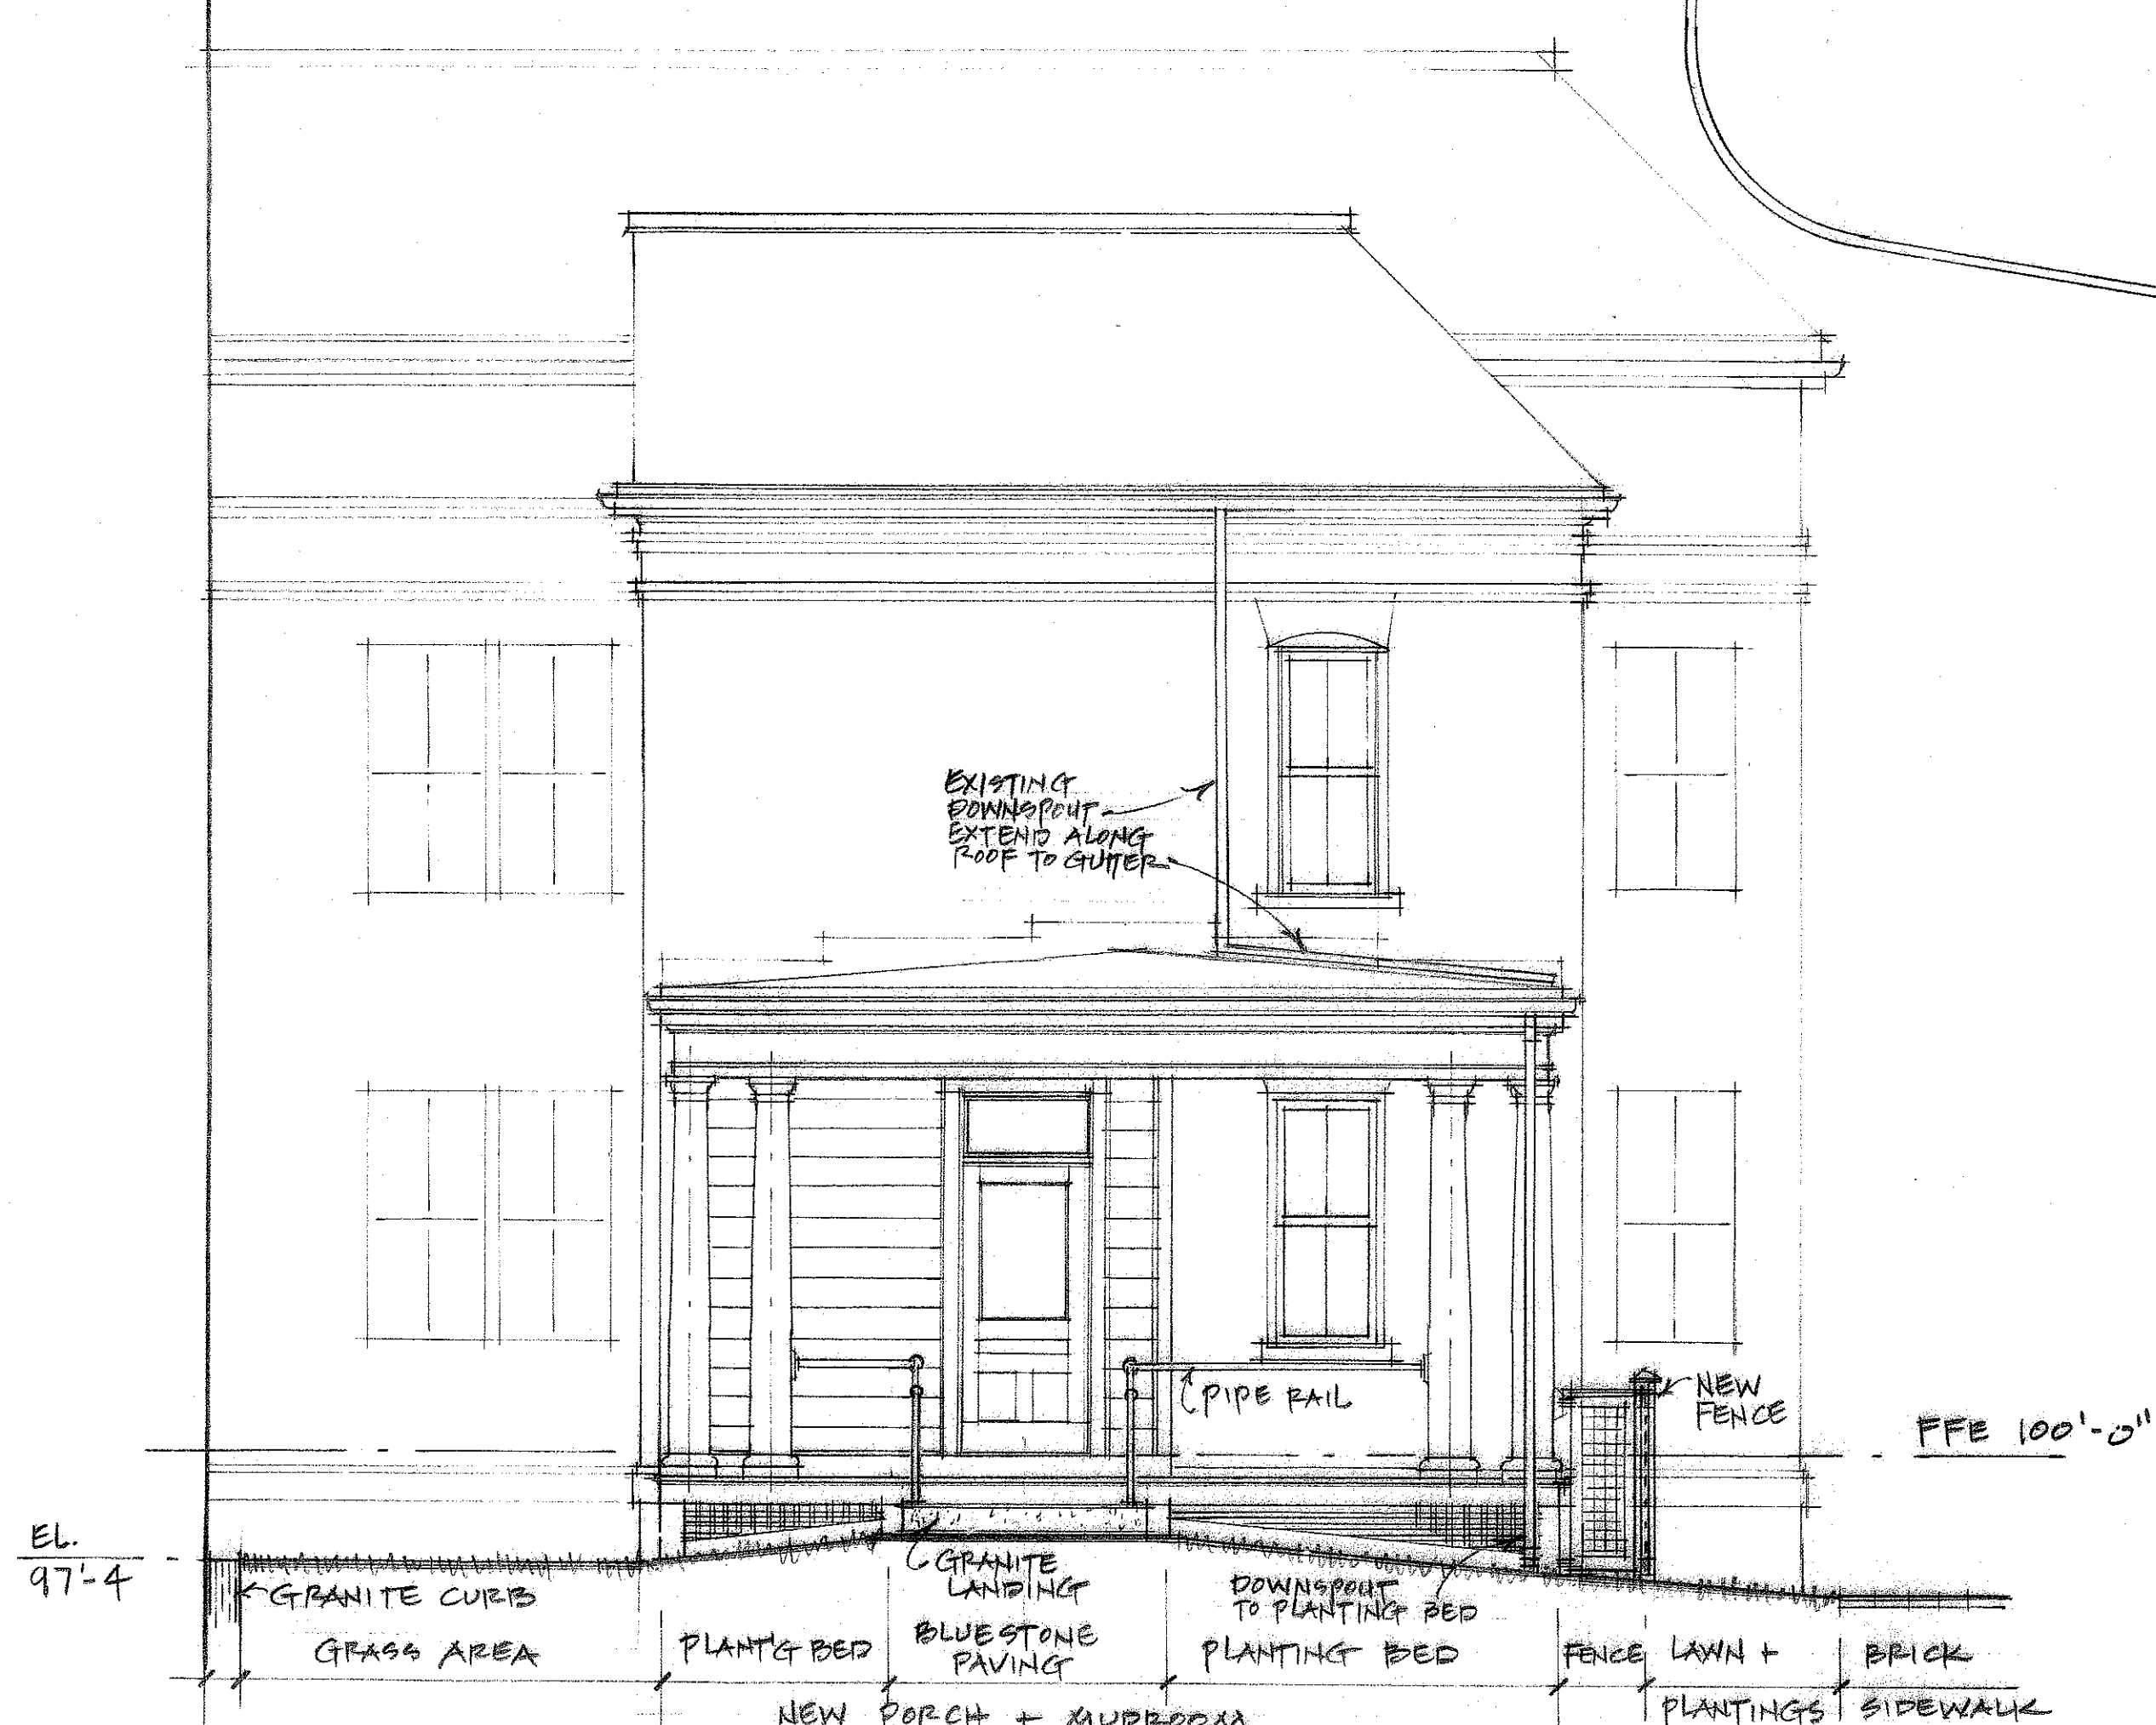 EXISTING
DOWNSPOUT
EXTEND ALONG
ROOF TO GUTTER
PIPE RAIL
NEW
FENCE
FFE 100'-0"
EL.
97'-4
GRANITE CURB
GRANITE
LANDING
DOWNSPOUT
TO PLANTING BED
GRASS AREA
PLANT'G BED
BLUESTONE
PAVING
PLANTING BED
FENCE
LAWN +
PLANTINGS
BRICK
SIDEWALK
NEW PORCH + MUDROOM